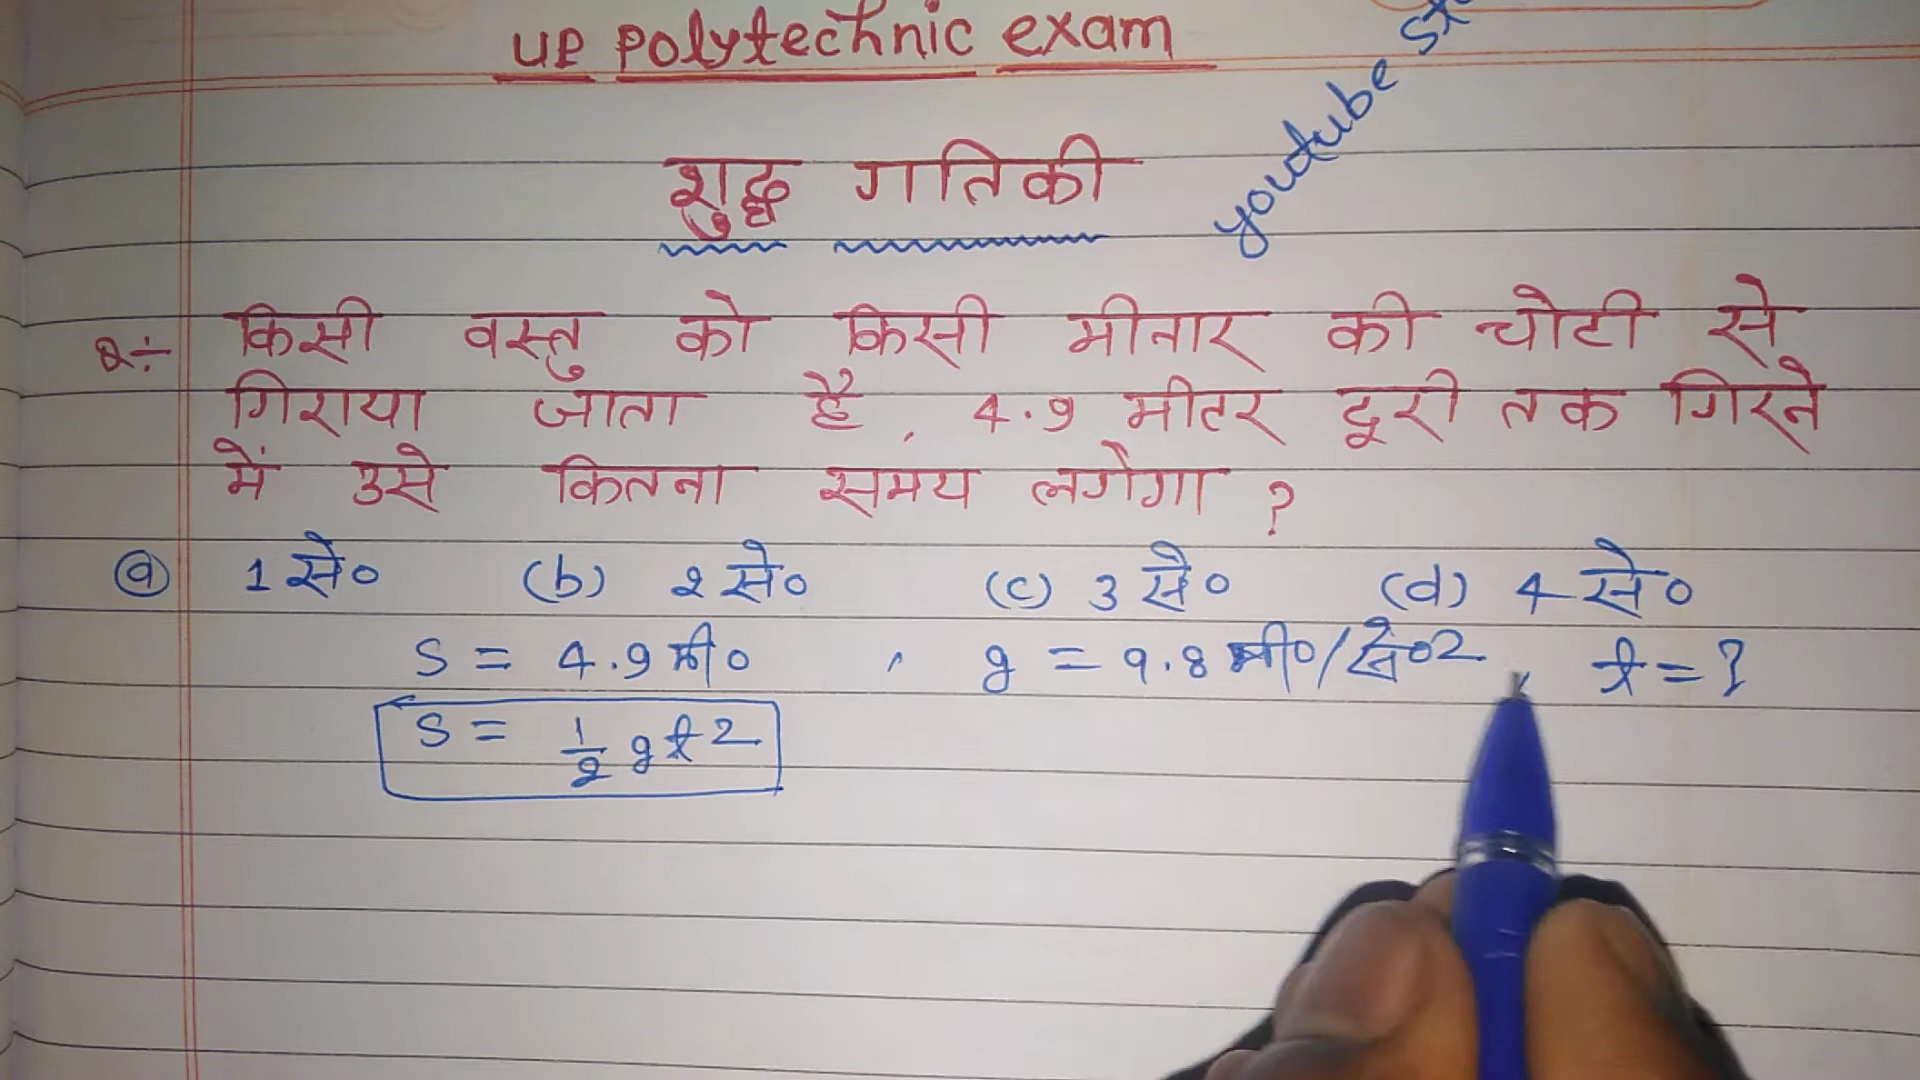 UP polytechnic exam
youtube
शुद्ध गतिकी
Q÷ किसी वस्तु को किसी मीनार की चोटी से
गिराया जाता है, 4.9 मीटर दूरी तक गिरने
में उसे कितना समय लगेगा ?
(a) 1 से० (b) 2 से० (c) 3 से० (d) 4 से०
S = 4.9 मी० , g = 9.8 मी०/से०2 , t = ?
S = 1/2 gt2